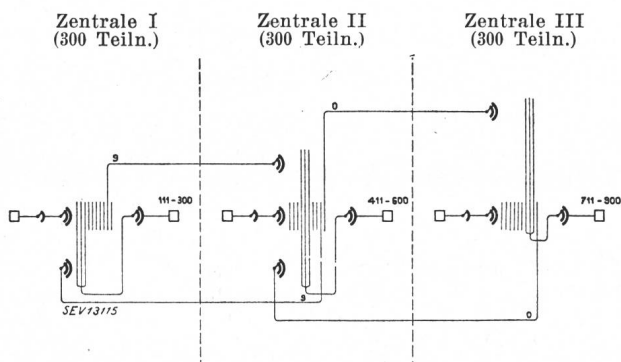 Zentrale I
(300 Teiln.)
Zentrale II
(300 Teiln.)
Zentrale III
(300 Teiln.)
0
9
111-300
411-600
711-900
9
SEV13115
0